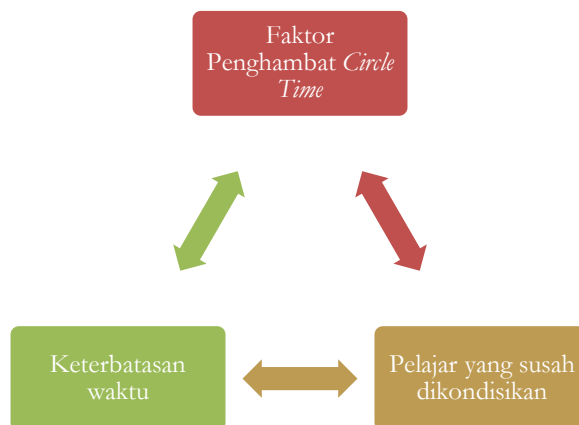 Faktor
Penghambat Circle
Time
Keterbatasan
waktu
Pelajar yang susah
dikondisikan